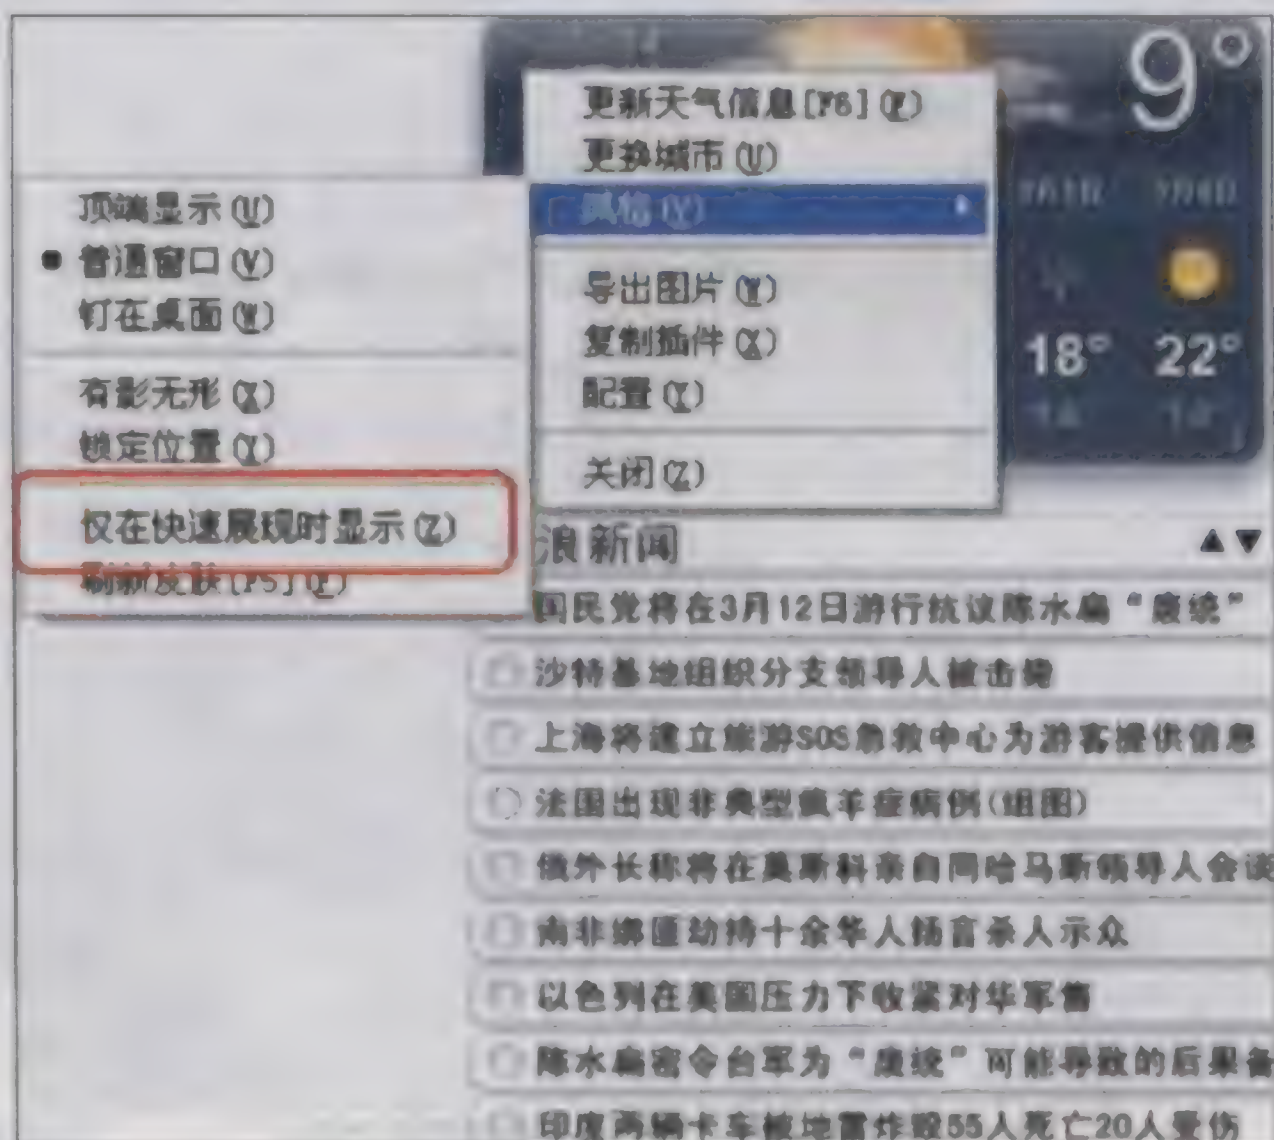 9°
更新天气信息[F6](P)
更换城市(U)
风格(V)
导出图片(W)
复制插件(X)
配置(Y)
关闭(Z)
顶端显示(U)
普通窗口(V)
钉在桌面(W)
有影无形(X)
锁定位置(Y)
仅在快速展现时显示(Z)
刷新皮肤[F5](P)
18° 22°
浪新闻
国民党将在3月12日游行抗议陈水扁“废统”
沙特基地组织分支领导人被击毙
上海将建立旅游SOS急救中心为游客提供信息
法国出现非典型疯羊症病例(组图)
俄外长称将在莫斯科亲自同哈马斯领导人会谈
南非绑匪劫持十余华人扬言杀人示众
以色列在美国压力下收紧对华军售
陈水扁密令台军为“废统”可能导致的后果备
印度两辆卡车被地雷炸毁55人死亡20人受伤